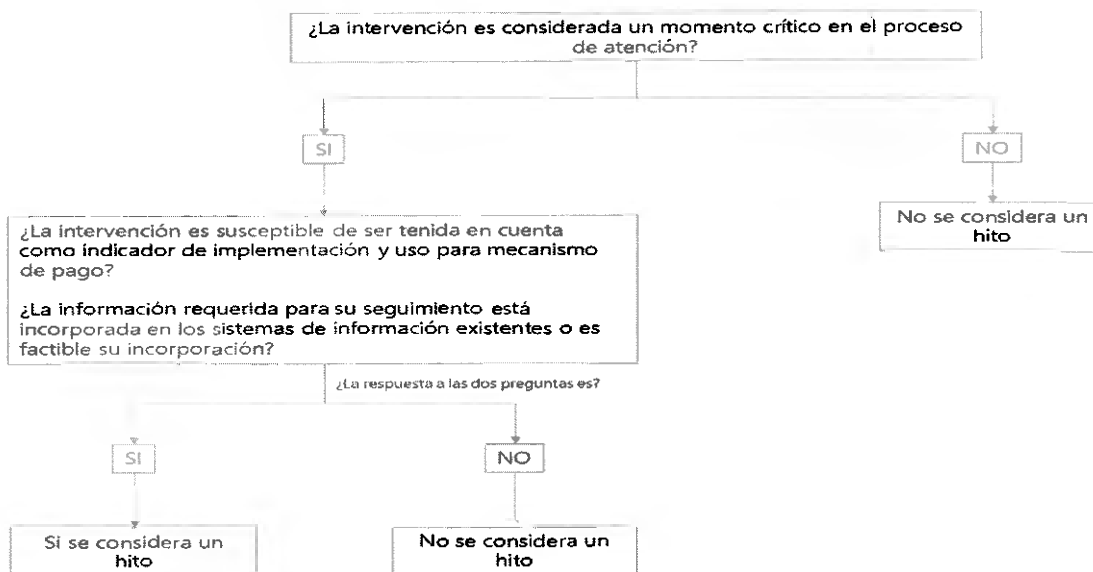 ¿La intervención es considerada un momento crítico en el proceso
de atención?
SI
NO
¿La intervención es susceptible de ser tenida en cuenta
como indicador de implementación y uso para mecanismo
de pago?
¿La información requerida para su seguimiento está
incorporada en los sistemas de información existentes o es
factible su incorporación?
No se considera un
hito
¿La respuesta a las dos preguntas es?
SI
NO
Si se considera un
hito
No se considera un
hito